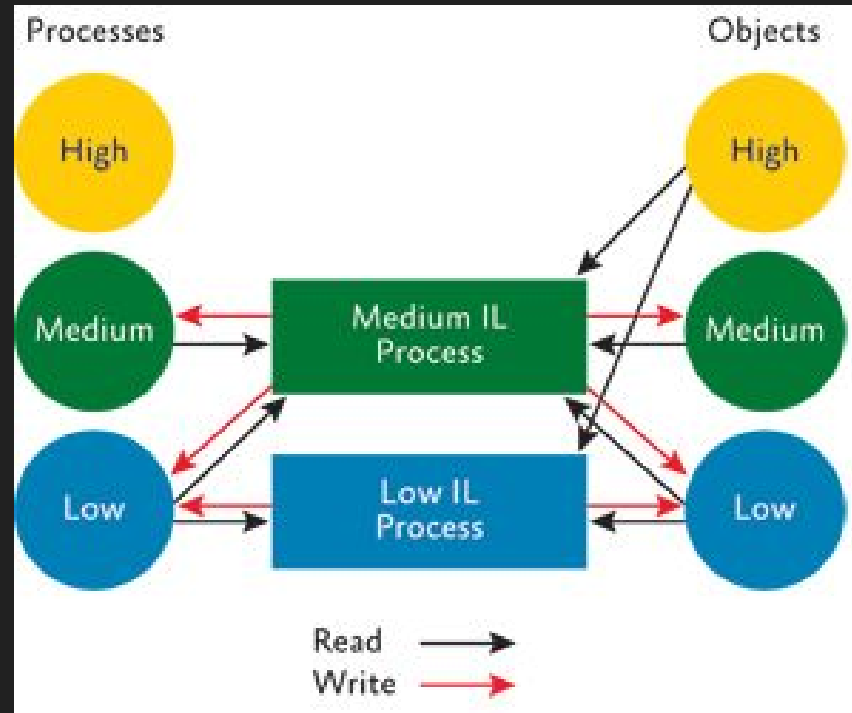 Processes
Objects
High
High
Medium
Medium IL
Process
Medium
Low
Low IL
Process
Low
Read
Write